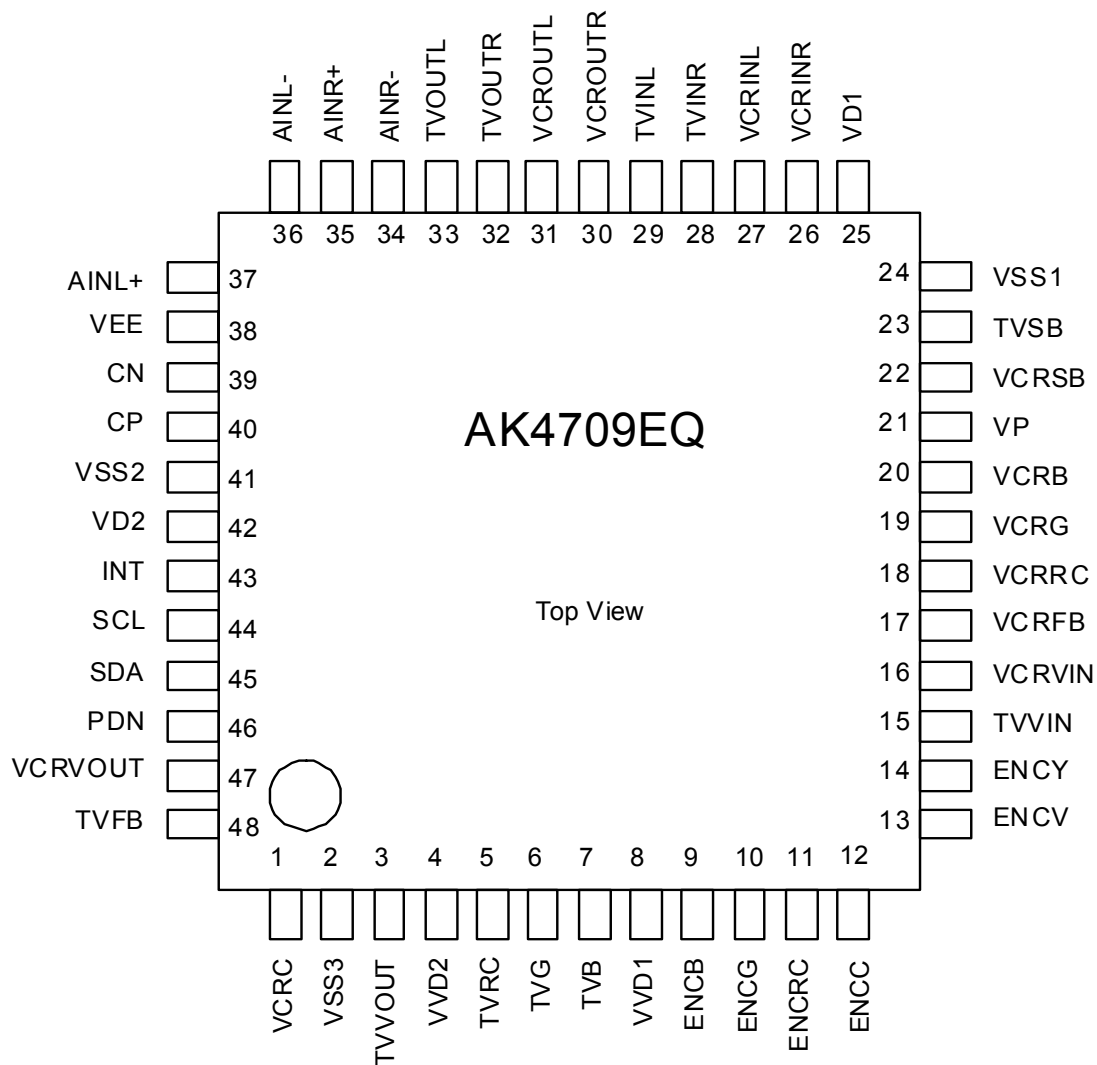 AINL-
AINR+
AINR-
TVOUTL
TVOUTR
VCROUTL
VCROUTR
TVINL
TVINR
VCRINL
VCRINR
VD1
36 35 34 33 32 31 30 29 28 27 26 25
AINL+ 37
VEE 38
CN 39
CP 40
VSS2 41
VD2 42
INT 43
SCL 44
SDA 45
PDN 46
VCRVOUT 47
TVFB 48
AK4709EQ
Top View
24 VSS1
23 TVSB
22 VCRSB
21 VP
20 VCRB
19 VCRG
18 VCRRC
17 VCRFB
16 VCRVIN
15 TVVIN
14 ENCY
13 ENCV
1 2 3 4 5 6 7 8 9 10 11 12
VCRC
VSS3
TVVOUT
VVD2
TVRC
TVG
TVB
VVD1
ENCB
ENCG
ENCRC
ENCC